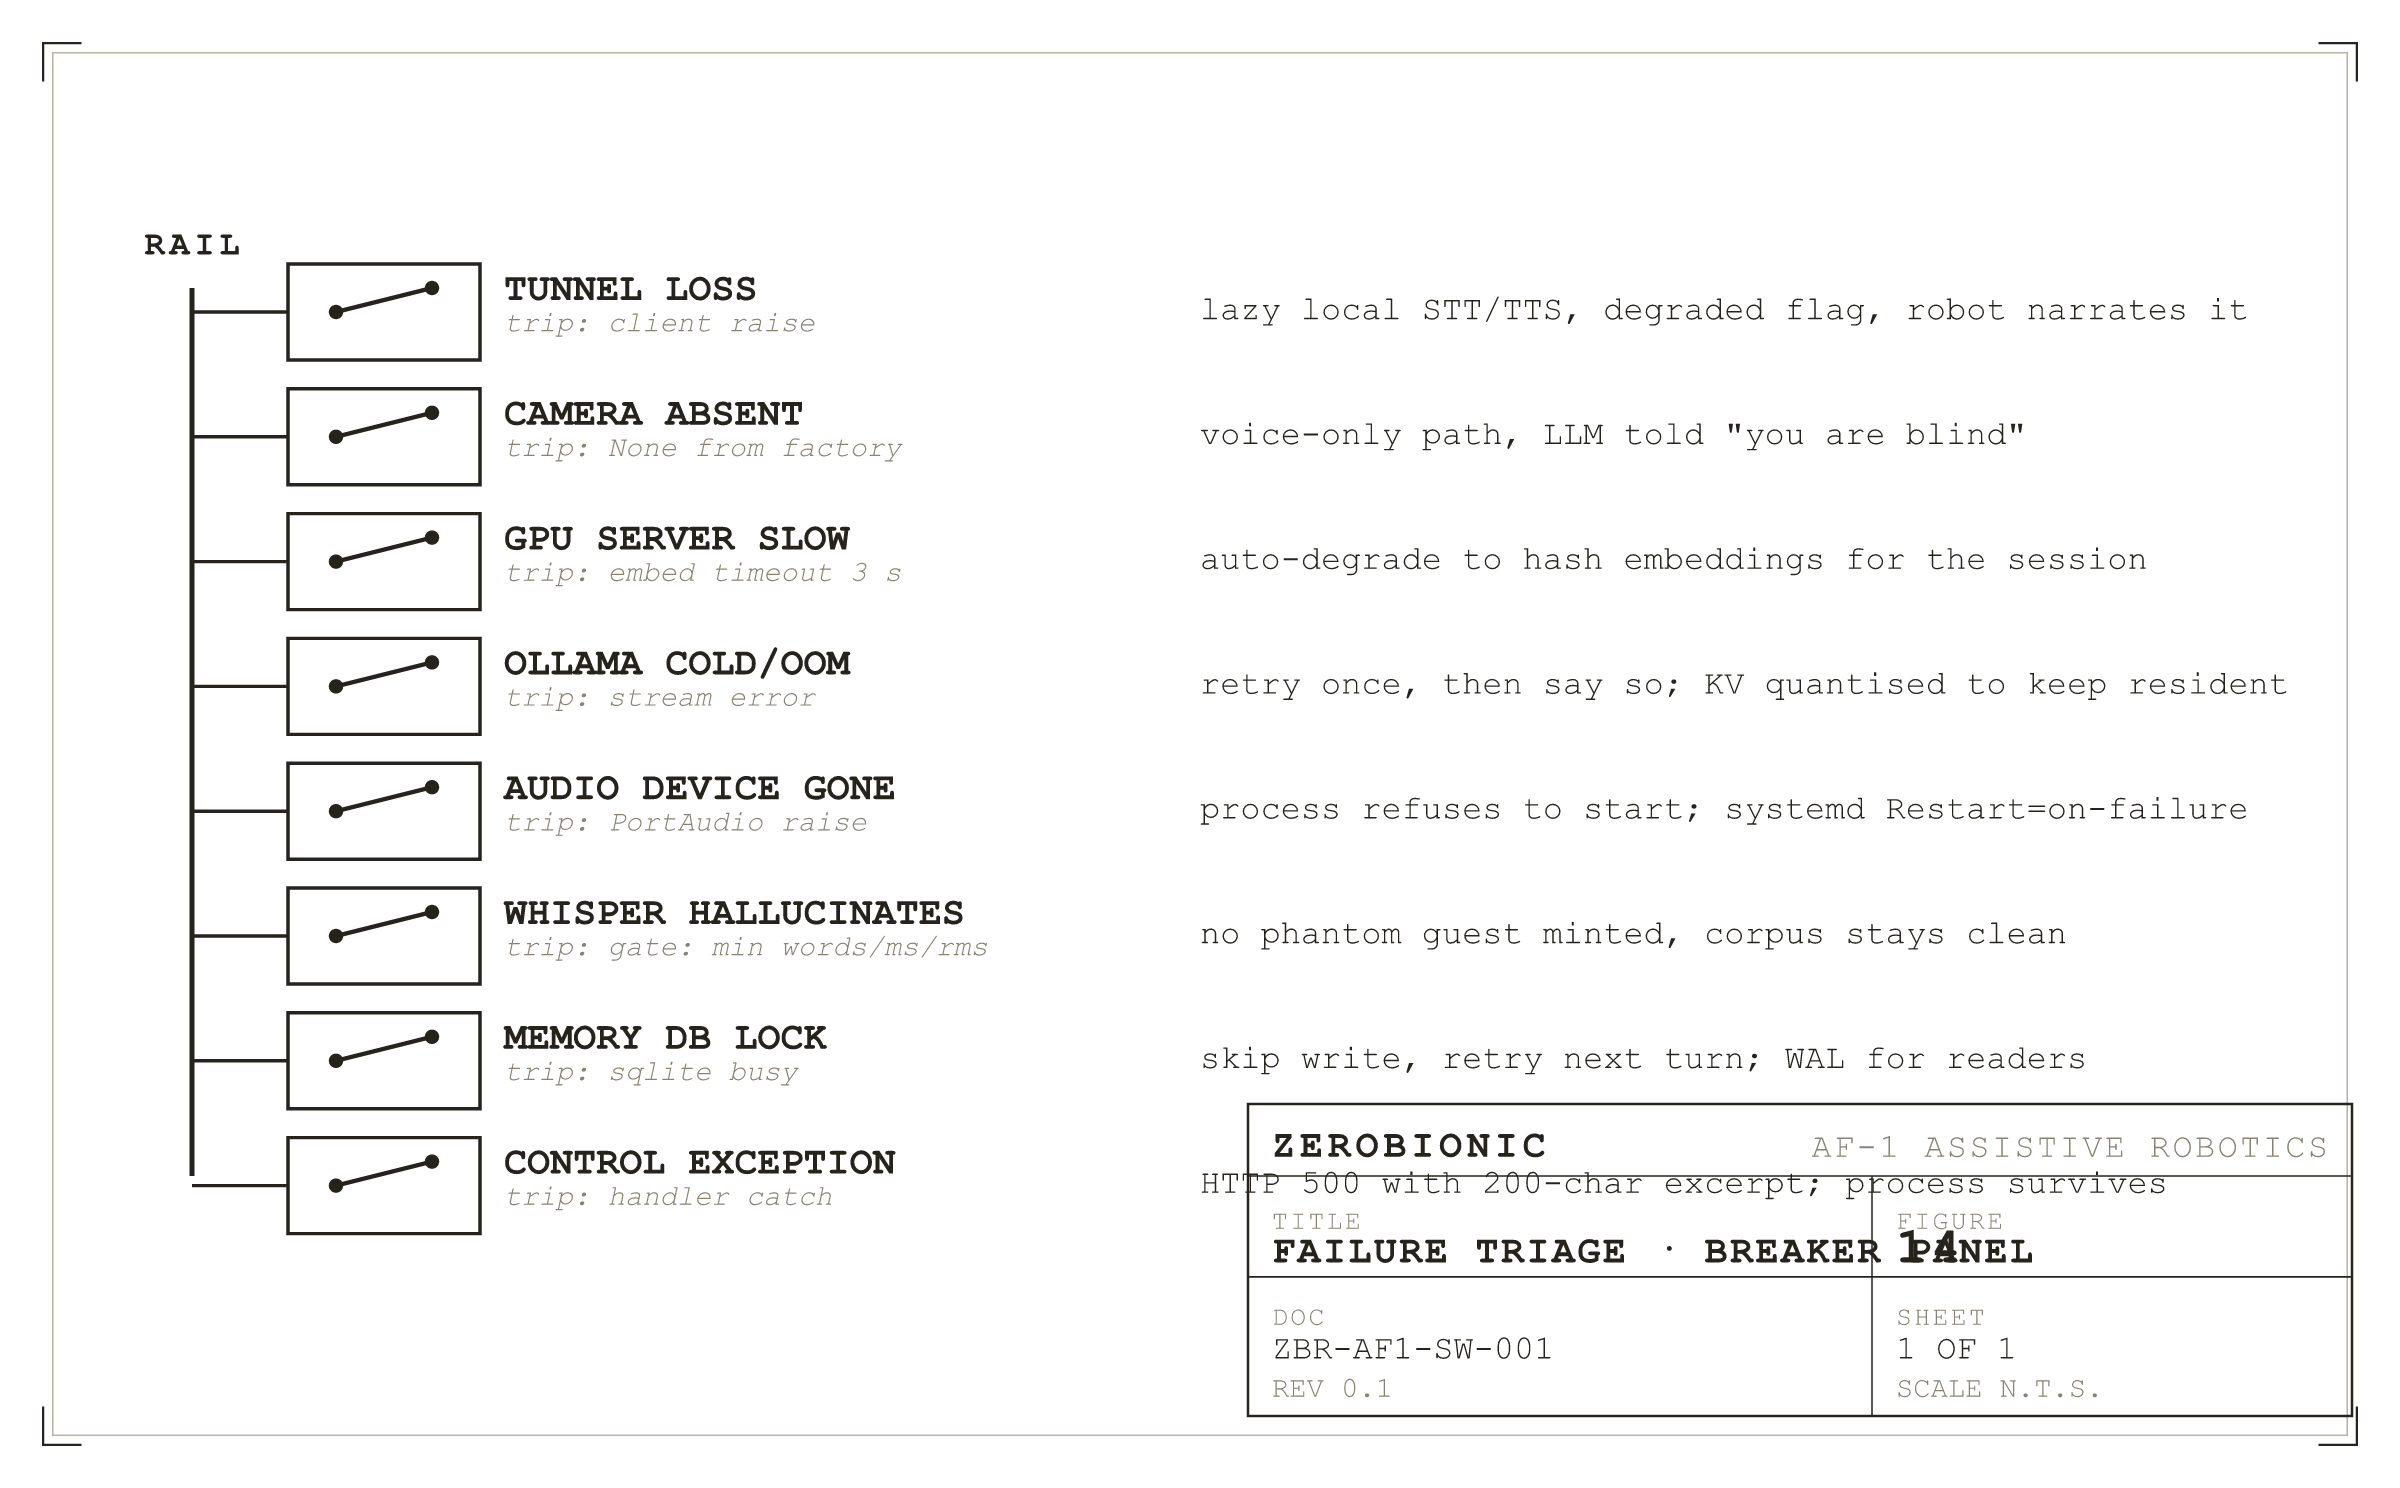 RAIL
TUNNEL LOSS
trip: client raise
lazy local STT/TTS, degraded flag, robot narrates it
CAMERA ABSENT
trip: None from factory
voice-only path, LLM told "you are blind"
GPU SERVER SLOW
trip: embed timeout 3 s
auto-degrade to hash embeddings for the session
OLLAMA COLD/OOM
trip: stream error
retry once, then say so; KV quantised to keep resident
AUDIO DEVICE GONE
trip: PortAudio raise
process refuses to start; systemd Restart=on-failure
WHISPER HALLUCINATES
trip: gate: min words/ms/rms
no phantom guest minted, corpus stays clean
MEMORY DB LOCK
trip: sqlite busy
skip write, retry next turn; WAL for readers
CONTROL EXCEPTION
trip: handler catch
HTTP 500 with 200-char excerpt; process survives
ZEROBIONIC
AF-1 ASSISTIVE ROBOTICS
TITLE
FAILURE TRIAGE · BREAKER PANEL
FIGURE
14
DOC
ZBR-AF1-SW-001
REV 0.1
SHEET
1 OF 1
SCALE N.T.S.